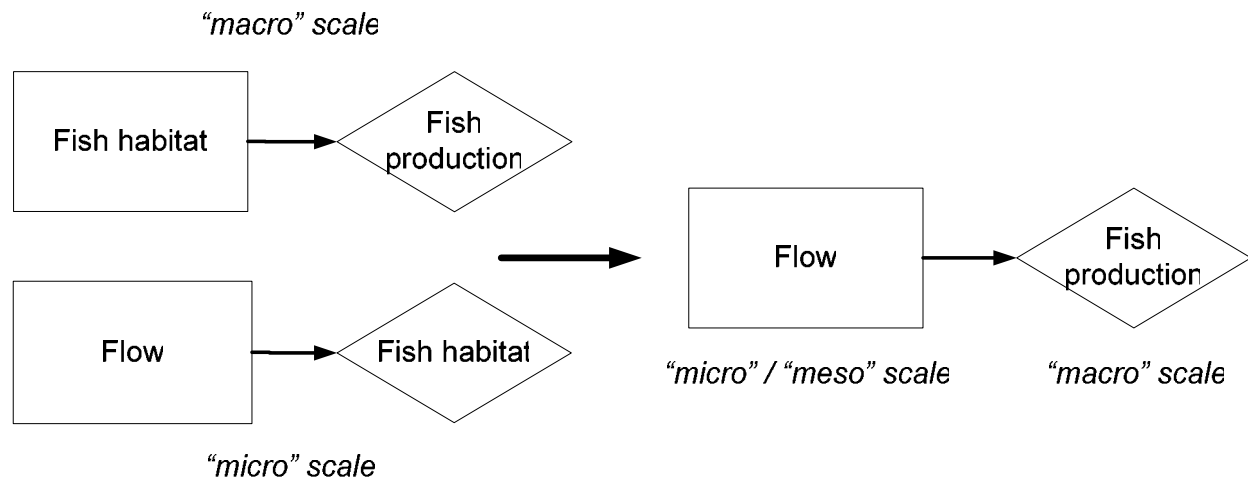 “macro” scale
Fish habitat
Fish
production
Flow
Fish habitat
“micro” scale
Flow
Fish
production
“micro” / “meso” scale
“macro” scale